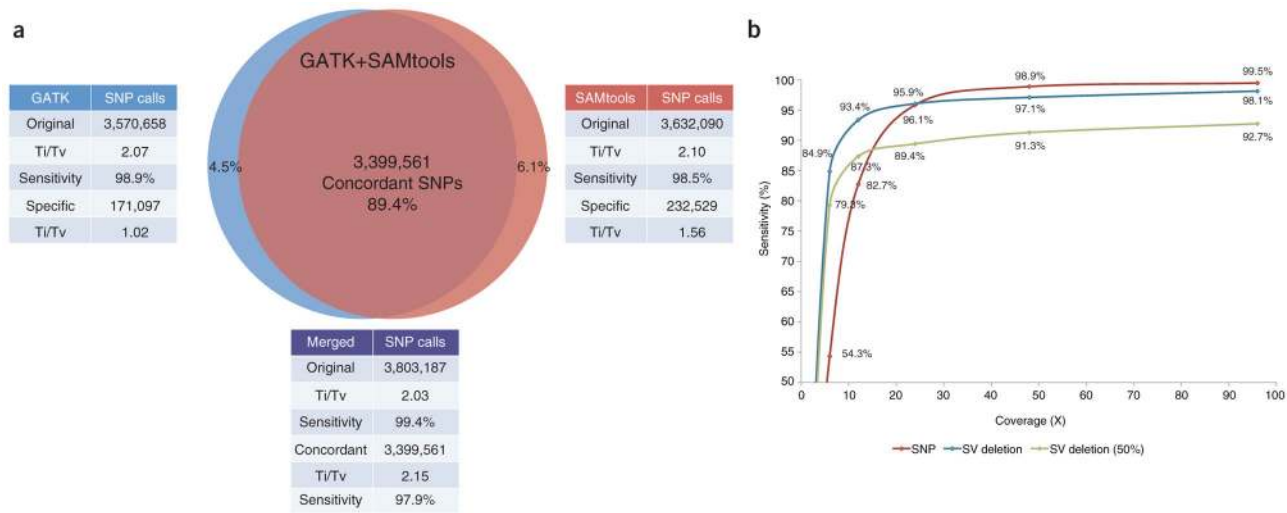 a
GATK+SAMtools
GATK SNP calls
Original 3,570,658
Ti/Tv 2.07
Sensitivity 98.9%
Specific 171,097
Ti/Tv 1.02
4.5%
3,399,561
Concordant SNPs
89.4%
6.1%
SAMtools SNP calls
Original 3,632,090
Ti/Tv 2.10
Sensitivity 98.5%
Specific 232,529
Ti/Tv 1.56
Merged SNP calls
Original 3,803,187
Ti/Tv 2.03
Sensitivity 99.4%
Concordant 3,399,561
Ti/Tv 2.15
Sensitivity 97.9%
b
Sensitivity (%)
100
95
90
85
80
75
70
65
60
55
50
84.9%
93.4%
95.9%
98.9%
99.5%
96.1%
97.1%
98.1%
79.3%
87.3%
89.4%
91.3%
92.7%
82.7%
54.3%
0 10 20 30 40 50 60 70 80 90 100
Coverage (X)
SNP SV deletion SV deletion (50%)